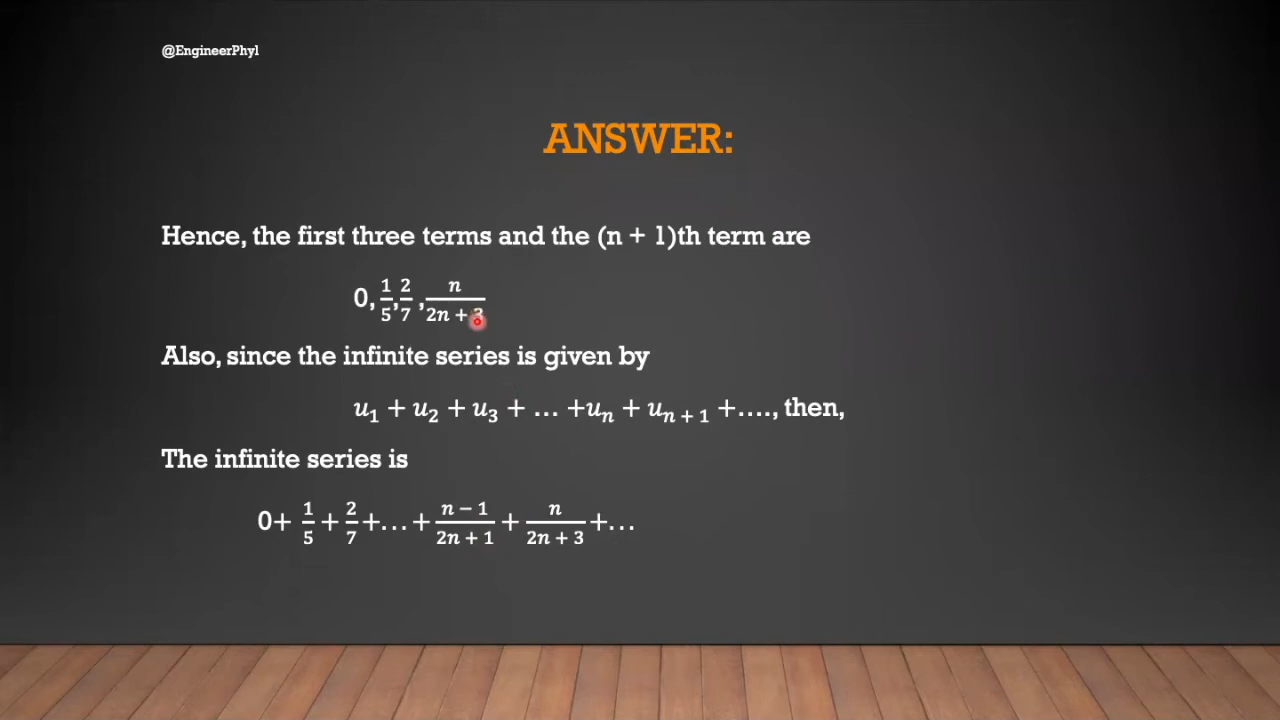 @EngineerPhyl
ANSWER:
Hence, the first three terms and the (n + 1)th term are
0, 1/5, 2/7 , n/(2n + 3)
Also, since the infinite series is given by
u₁ + u₂ + u₃ + … +uₙ + uₙ ₊ ₁ +…., then,
The infinite series is
0+ 1/5 + 2/7 +… + (n − 1)/(2n + 1) + n/(2n + 3) +…